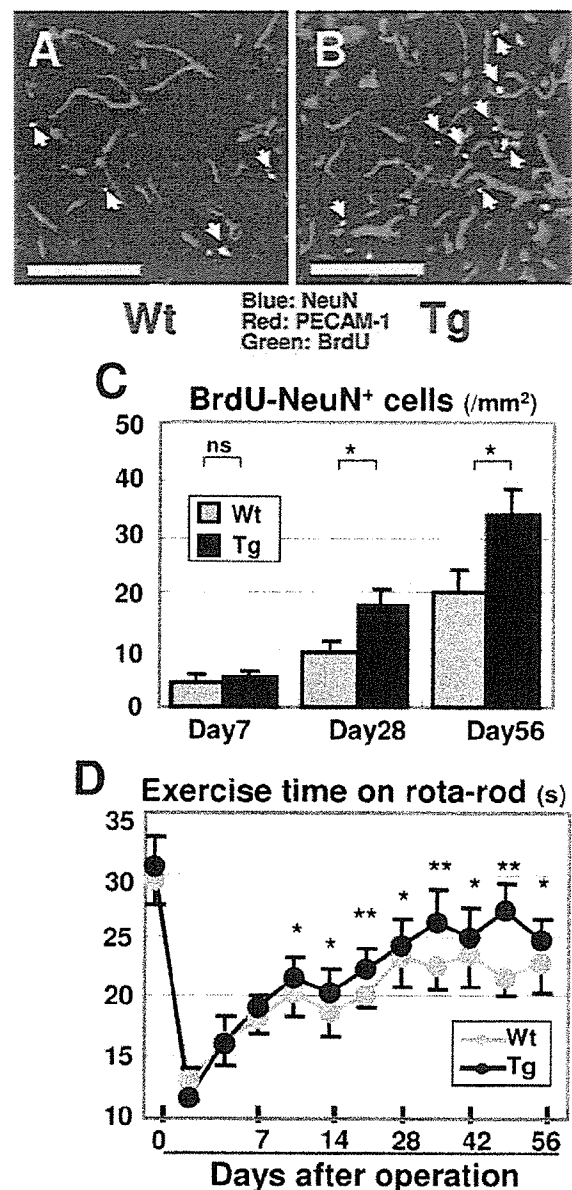 A B
Wt
Blue: NeuN
Red: PECAM-1
Green: BrdU
Tg
C
BrdU-NeuN⁺ cells (/mm²)
50
40
30
20
10
0
ns * *
Wt
Tg
Day7 Day28 Day56
D
Exercise time on rota-rod (s)
35
30
25
20
15
10
* * ** * ** * ** *
Wt
Tg
0 7 14 28 42 56
Days after operation